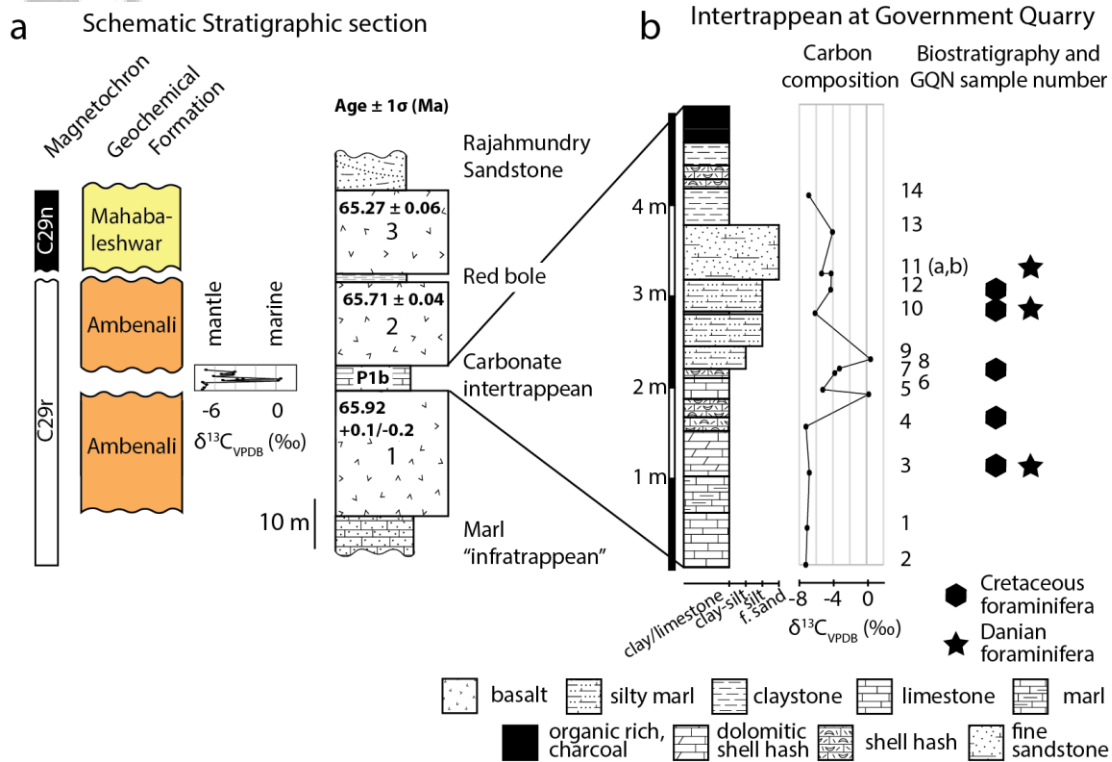 a
Schematic Stratigraphic section
Magnetochron
Geochemical
Formation
Age ± 1σ (Ma)
C29n
C29r
Mahaba-
leshwar
Ambenali
Ambenali
mantle
marine
-6
0
δ¹³C_VPDB (‰)
10 m
65.27 ± 0.06
3
65.71 ± 0.04
2
P1b
65.92
+0.1/-0.2
1
Rajahmundry
Sandstone
Red bole
Carbonate
intertrappean
Marl
"infratrappean"
b
Intertrappean at Government Quarry
Carbon
composition
Biostratigraphy and
GQN sample number
4 m
3 m
2 m
1 m
clay/limestone
clay-silt
silt
f. sand
-8
-4
0
δ¹³C_VPDB (‰)
14
13
11 (a,b)
12
10
9
8
7
6
5
4
3
1
2
Cretaceous
foraminifera
Danian
foraminifera
basalt
silty marl
claystone
limestone
marl
organic rich,
charcoal
dolomitic
shell hash
shell hash
fine
sandstone